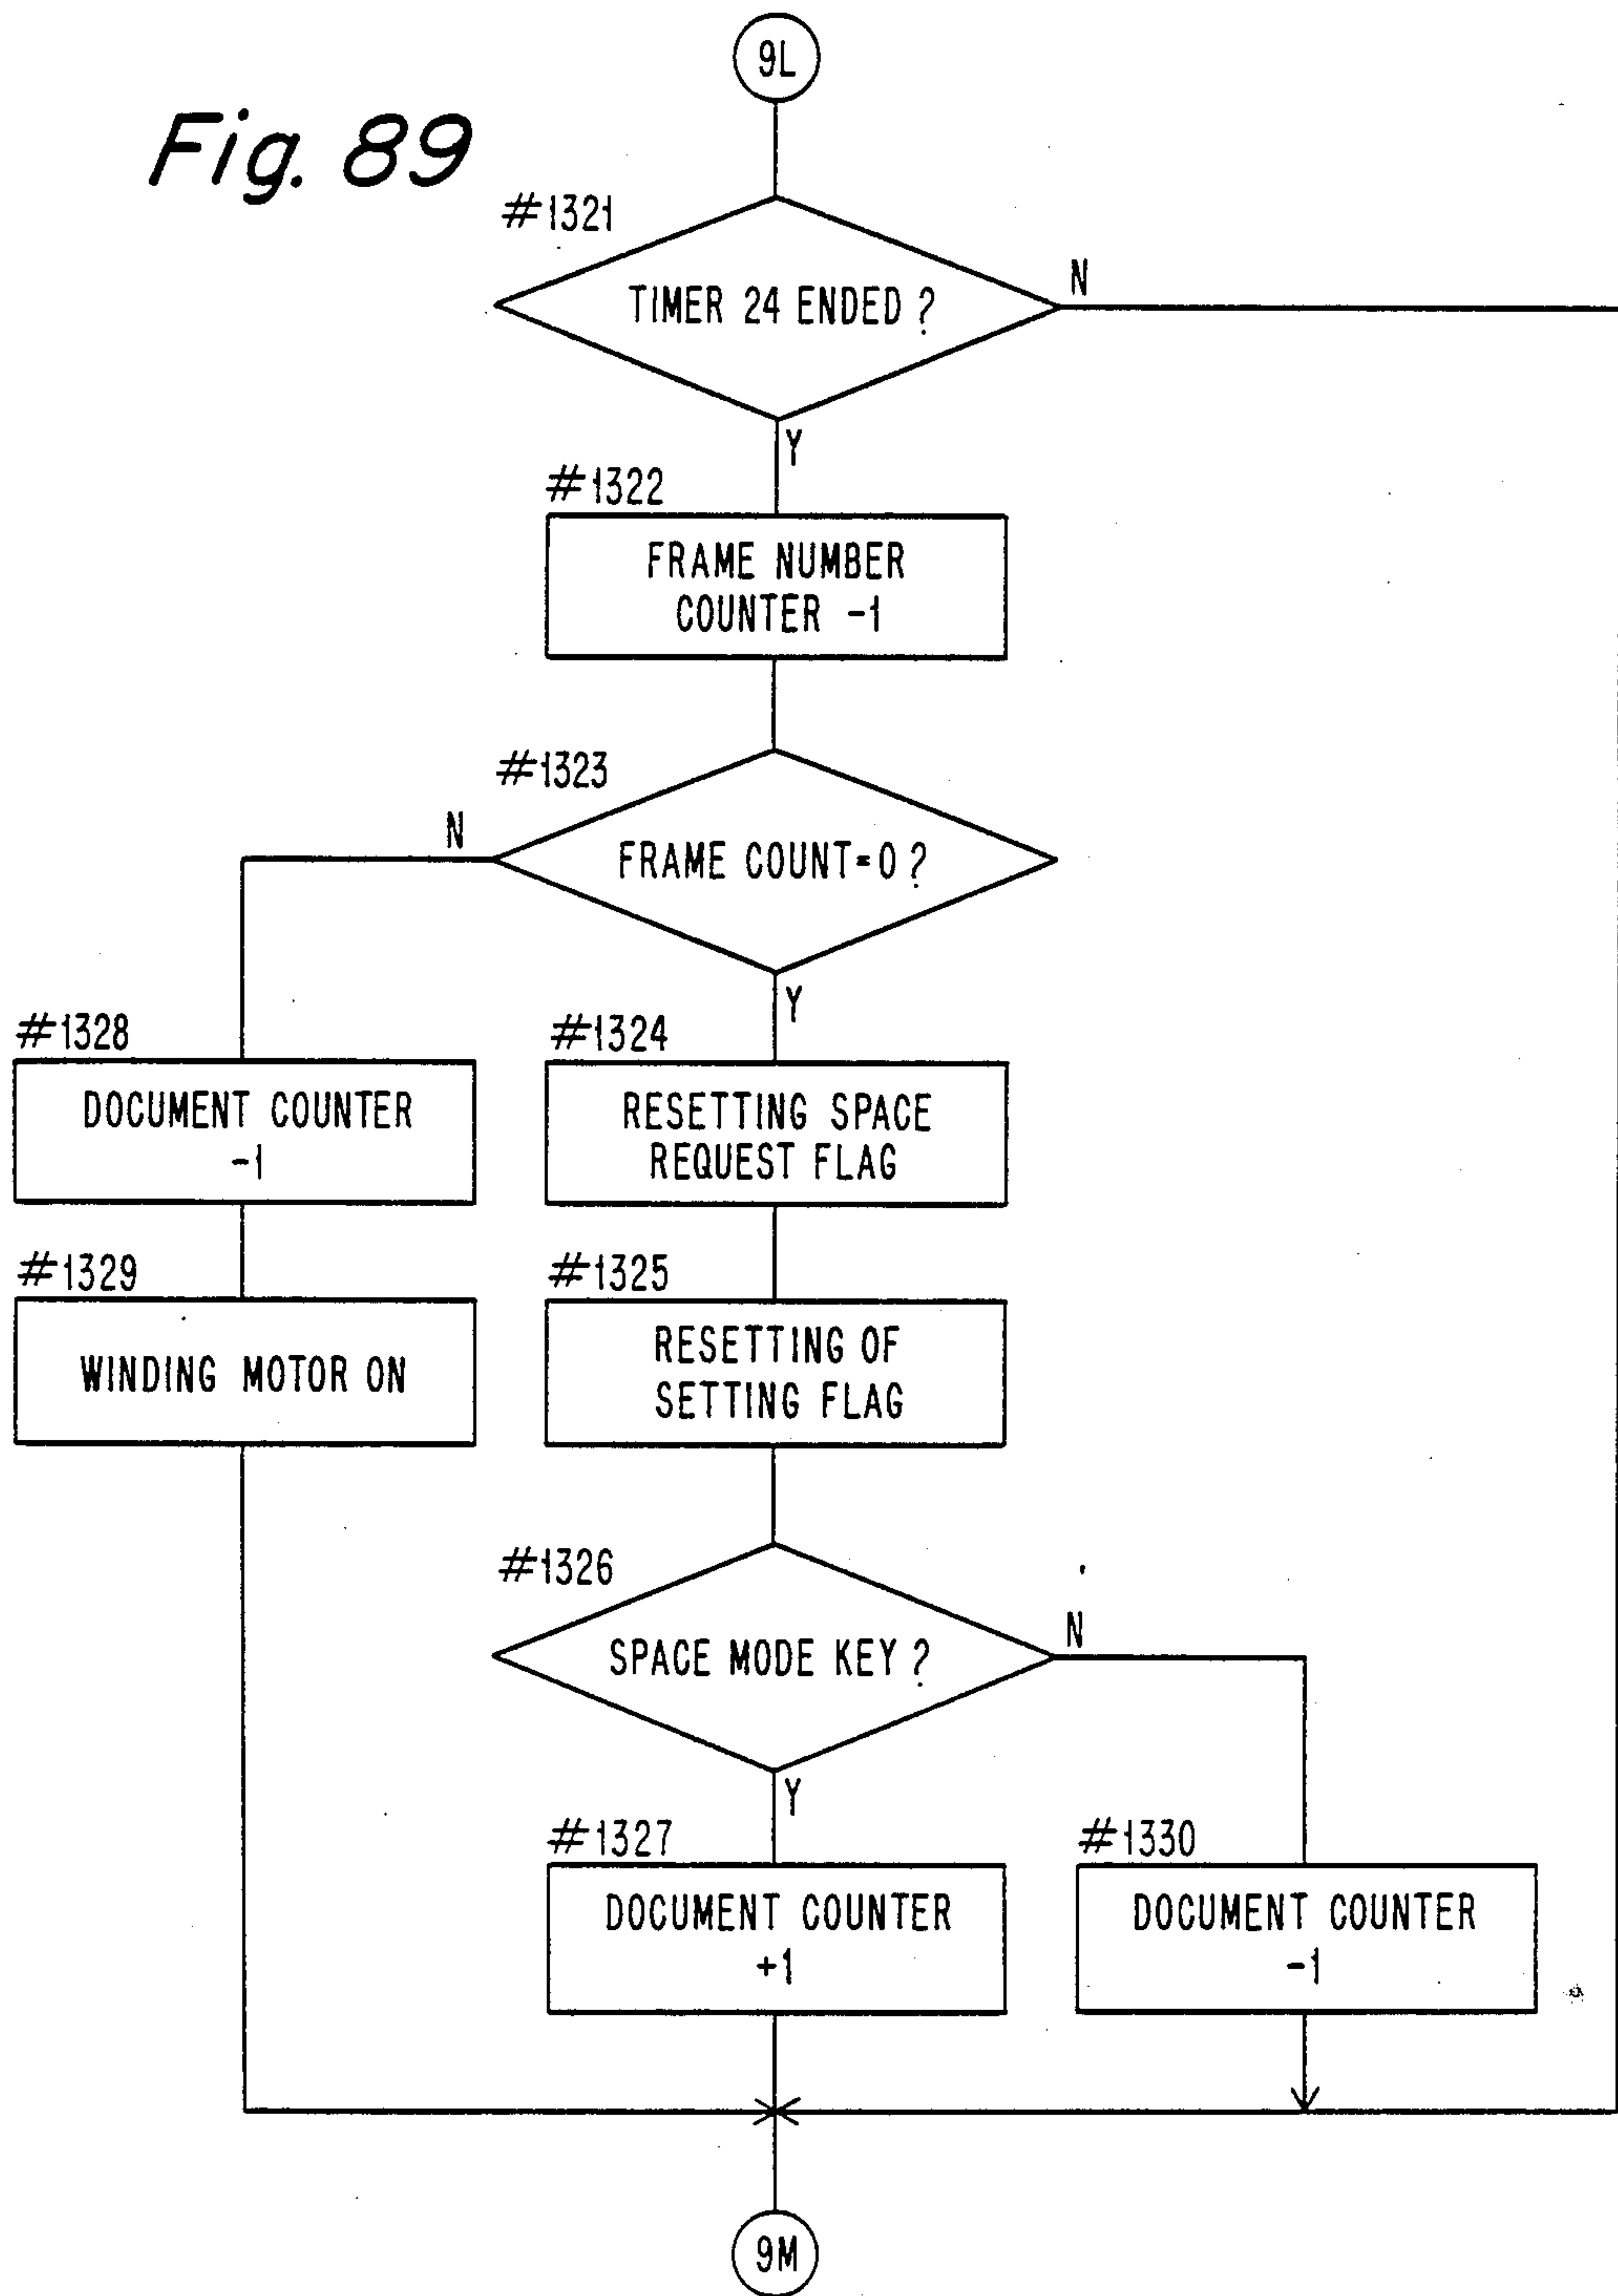 9L
Fig. 89
#1321
TIMER 24 ENDED ?
N
Y
#1322
FRAME NUMBER
COUNTER -1
#1323
N
FRAME COUNT=0 ?
Y
#1328
DOCUMENT COUNTER
-1
#1324
RESETTING SPACE
REQUEST FLAG
#1329
WINDING MOTOR ON
#1325
RESETTING OF
SETTING FLAG
#1326
SPACE MODE KEY ?
N
Y
#1327
DOCUMENT COUNTER
+1
#1330
DOCUMENT COUNTER
-1
9M